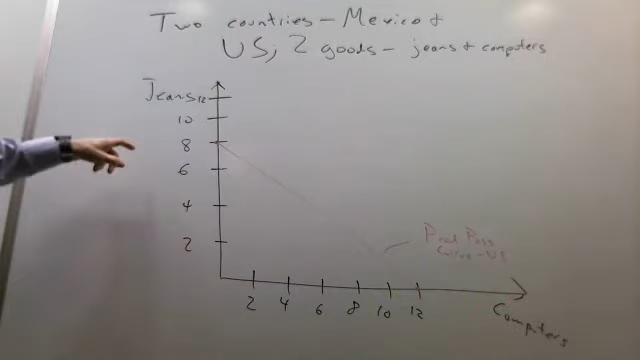 Two countries - Mexico +
US, 2 goods - jeans + computers
Jeans 12
10
8
6
4
2
Prod Poss
Curve - US
2 4 6 8 10 12
Computers